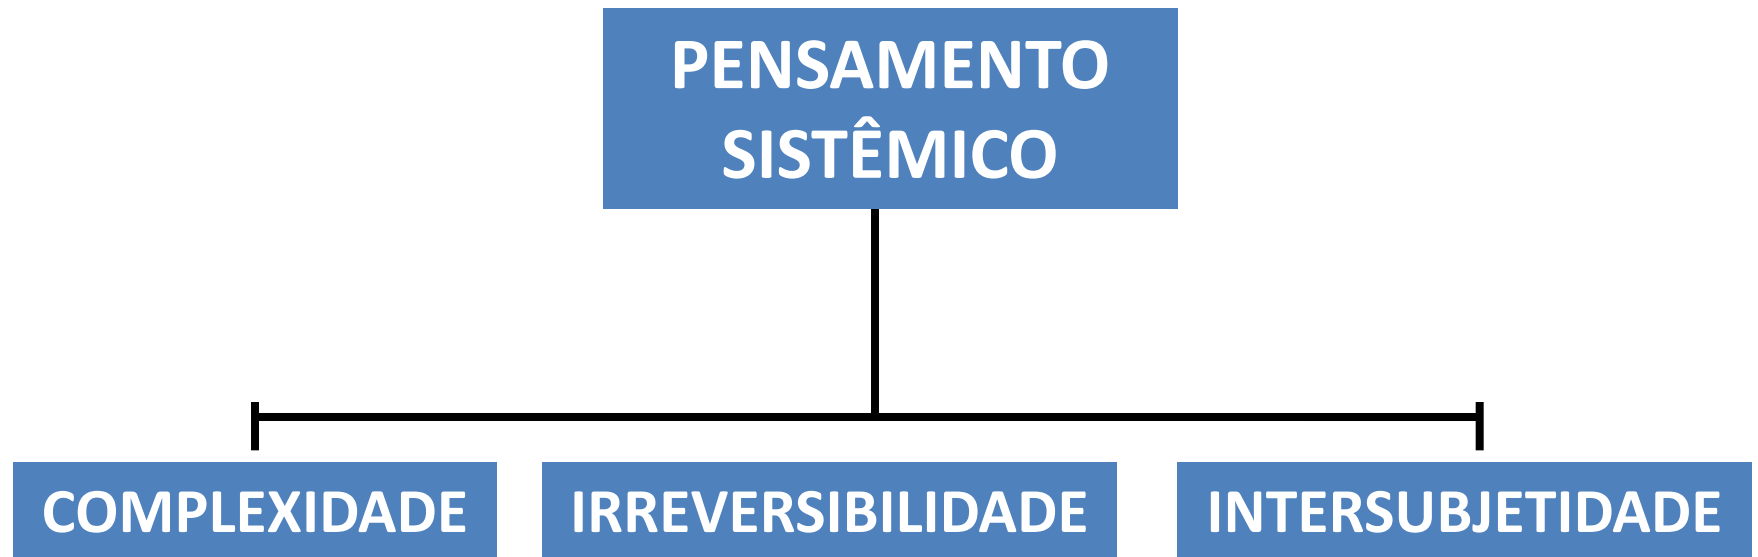 PENSAMENTO
SISTÊMICO
COMPLEXIDADE
IRREVERSIBILIDADE
INTERSUBJETIDADE